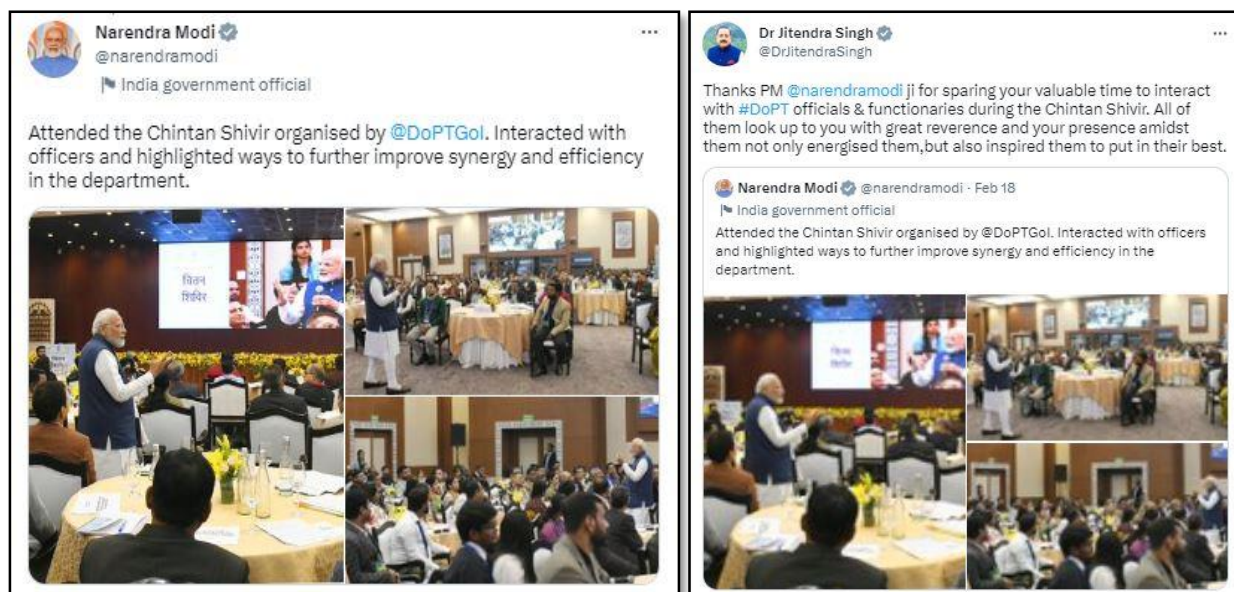 Narendra Modi
@narendramodi
India government official
Attended the Chintan Shivir organised by @DoPTGoI. Interacted with
officers and highlighted ways to further improve synergy and efficiency
in the department.
चिंतन
शिविर
Dr Jitendra Singh
@DrJitendraSingh
Thanks PM @narendramodi ji for sparing your valuable time to interact
with #DoPT officials & functionaries during the Chintan Shivir. All of
them look up to you with great reverence and your presence amidst
them not only energised them,but also inspired them to put in their best.
Narendra Modi @narendramodi · Feb 18
India government official
Attended the Chintan Shivir organised by @DoPTGoI. Interacted with officers
and highlighted ways to further improve synergy and efficiency in the
department.
चिंतन
शिविर